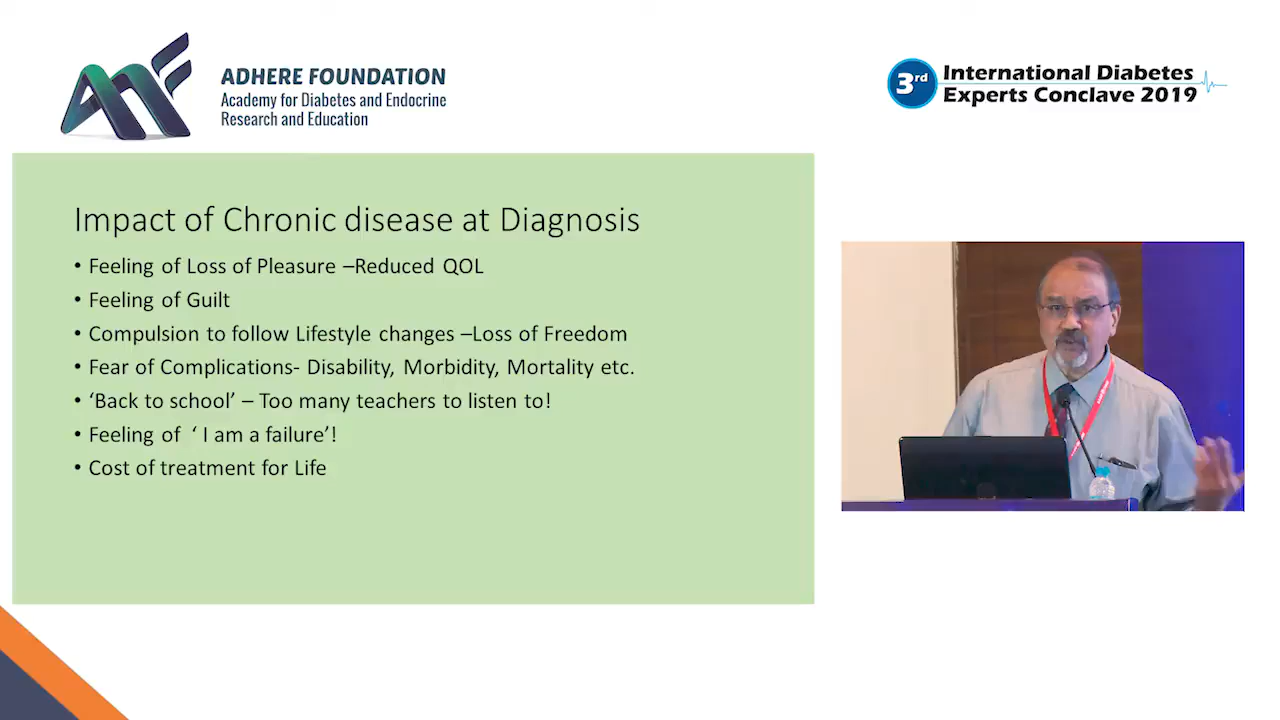 ADHERE FOUNDATION
Academy for Diabetes and Endocrine
Research and Education
3rd
International Diabetes
Experts Conclave 2019
Impact of Chronic disease at Diagnosis
• Feeling of Loss of Pleasure –Reduced QOL
• Feeling of Guilt
• Compulsion to follow Lifestyle changes –Loss of Freedom
• Fear of Complications- Disability, Morbidity, Mortality etc.
• ‘Back to school’ – Too many teachers to listen to!
• Feeling of ‘ I am a failure’!
• Cost of treatment for Life